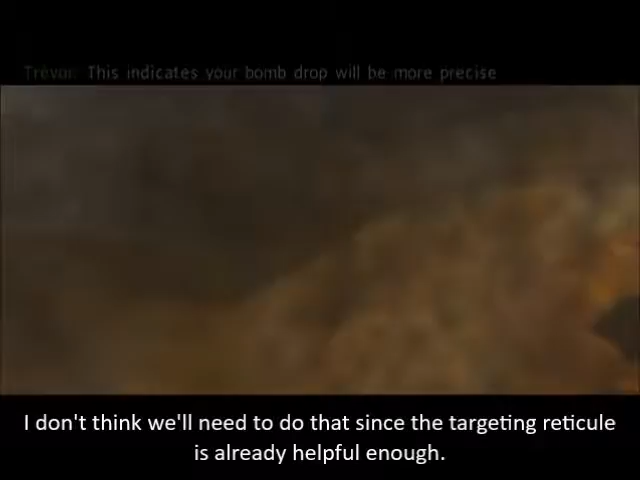 Trevor: This indicates your bomb drop will be more precise
I don't think we'll need to do that since the targeting reticule
is already helpful enough.